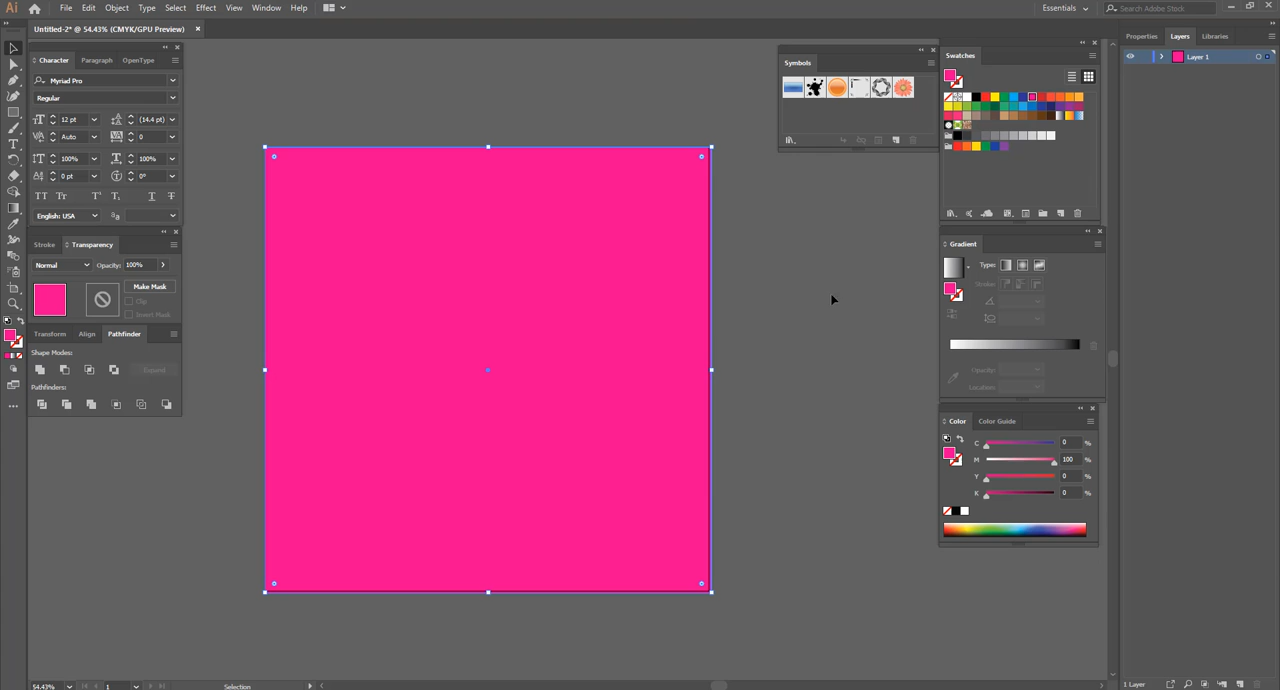 Ai File Edit Object Type Select Effect View Window Help Essentials Search Adobe Stock
Untitled-2* @ 54.43% (CMYK/GPU Preview)
Character Paragraph OpenType
Myriad Pro
Regular
12 pt (14.4 pt)
Auto 0
100% 100%
0 pt 0°
English: USA
Stroke Transparency
Normal Opacity: 100%
Make Mask
Clip
Invert Mask
Transform Align Pathfinder
Shape Modes:
Expand
Pathfinders:
Symbols
Swatches
Gradient
Type:
Stroke:
Opacity:
Location:
Color Color Guide
C 0 %
M 100 %
Y 0 %
K 0 %
Properties Layers Libraries
Layer 1
54.43% 1 Selection
1 Layer